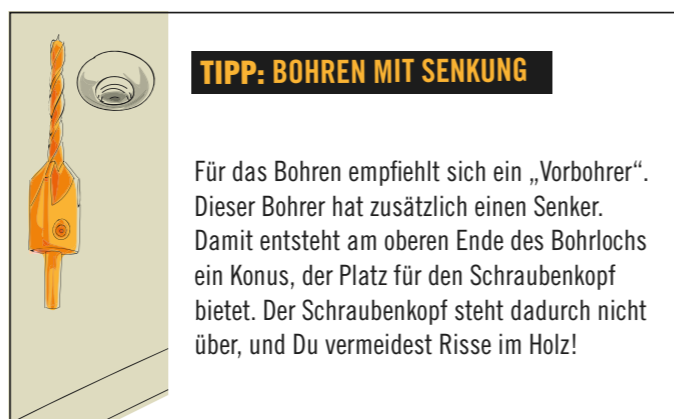 TIPP: BOHREN MIT SENKUNG
Für das Bohren empfiehlt sich ein „Vorbohrer“.
Dieser Bohrer hat zusätzlich einen Senker.
Damit entsteht am oberen Ende des Bohrlochs
ein Konus, der Platz für den Schraubenkopf
bietet. Der Schraubenkopf steht dadurch nicht
über, und Du vermeidest Risse im Holz!